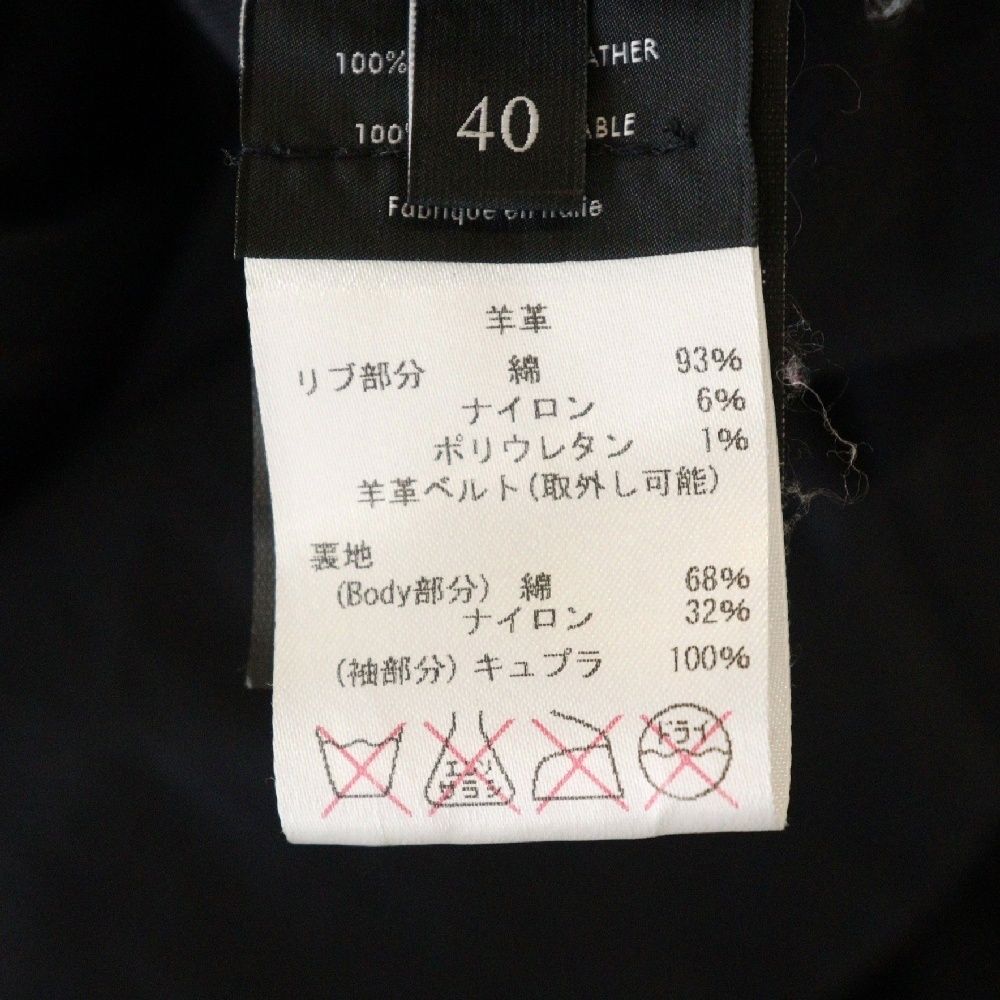 100%
40
100
Fabrique en Italie
羊革
リブ部分 綿 93%
ナイロン 6%
ポリウレタン 1%
羊革ベルト(取外し可能)
裏地
(Body部分) 綿 68%
ナイロン 32%
(袖部分) キュプラ 100%
エンソ サラシ
ドライ